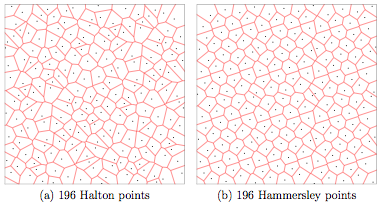 (a) 196 Halton points
(b) 196 Hammersley points